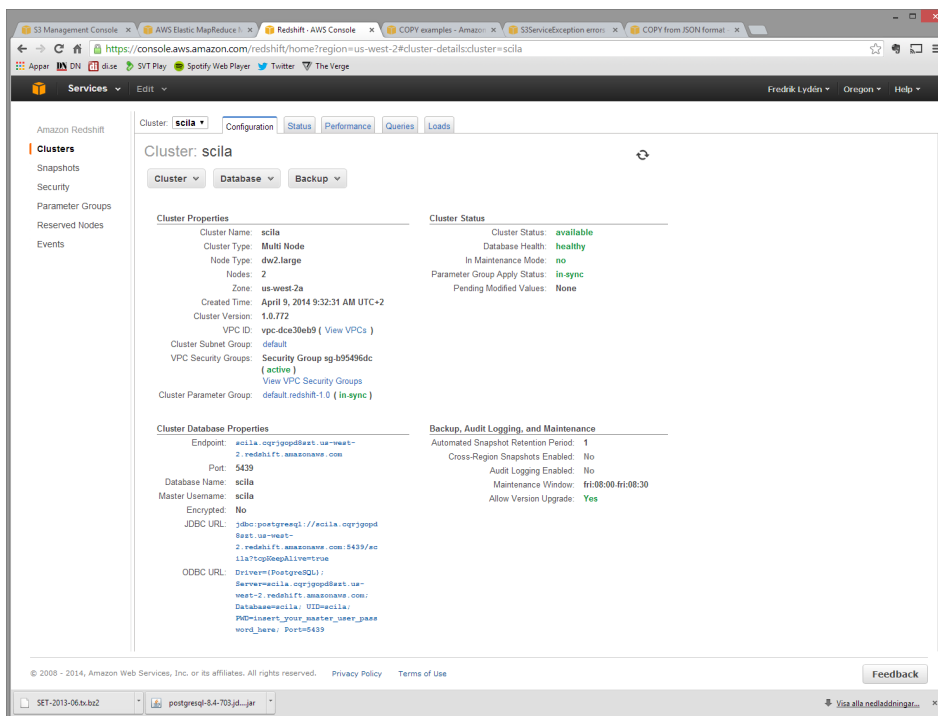 S3 Management Console
AWS Elastic MapReduce
Redshift - AWS Console
COPY examples - Amazon
S3ServiceException errors
COPY from JSON format -
https://console.aws.amazon.com/redshift/home?region=us-west-2#cluster-details:cluster=scila
Appar DN DN di.se SVT Play Spotify Web Player Twitter The Verge
Services Edit Fredrik Lydén Oregon Help
Amazon Redshift
Clusters
Snapshots
Security
Parameter Groups
Reserved Nodes
Events
Cluster: scila Configuration Status Performance Queries Loads
Cluster: scila
Cluster Database Backup
Cluster Properties
Cluster Name: scila
Cluster Type: Multi Node
Node Type: dw2.large
Nodes: 2
Zone: us-west-2a
Created Time: April 9, 2014 9:32:31 AM UTC+2
Cluster Version: 1.0.772
VPC ID: vpc-dce30eb9 ( View VPCs )
Cluster Subnet Group: default
VPC Security Groups: Security Group sg-b95496dc
( active )
View VPC Security Groups
Cluster Parameter Group: default.redshift-1.0 ( in-sync )
Cluster Status
Cluster Status: available
Database Health: healthy
In Maintenance Mode: no
Parameter Group Apply Status: in-sync
Pending Modified Values: None
Cluster Database Properties
Endpoint: scila.cqrjgopd8szt.us-west-
2.redshift.amazonaws.com
Port: 5439
Database Name: scila
Master Username: scila
Encrypted: No
JDBC URL: jdbc:postgresql://scila.cqrjgopd
8szt.us-west-
2.redshift.amazonaws.com:5439/sc
ila?tcpKeepAlive=true
ODBC URL: Driver={PostgreSQL};
Server=scila.cqrjgopd8szt.us-
west-2.redshift.amazonaws.com;
Database=scila; UID=scila;
PWD=insert_your_master_user_pass
word_here; Port=5439
Backup, Audit Logging, and Maintenance
Automated Snapshot Retention Period: 1
Cross-Region Snapshots Enabled: No
Audit Logging Enabled: No
Maintenance Window: fri:08:00-fri:08:30
Allow Version Upgrade: Yes
© 2008 - 2014, Amazon Web Services, Inc. or its affiliates. All rights reserved. Privacy Policy Terms of Use
Feedback
SET-2013-06.tx.bz2
postgresql-8.4-703.jd....jar
Visa alla nedladdningar...